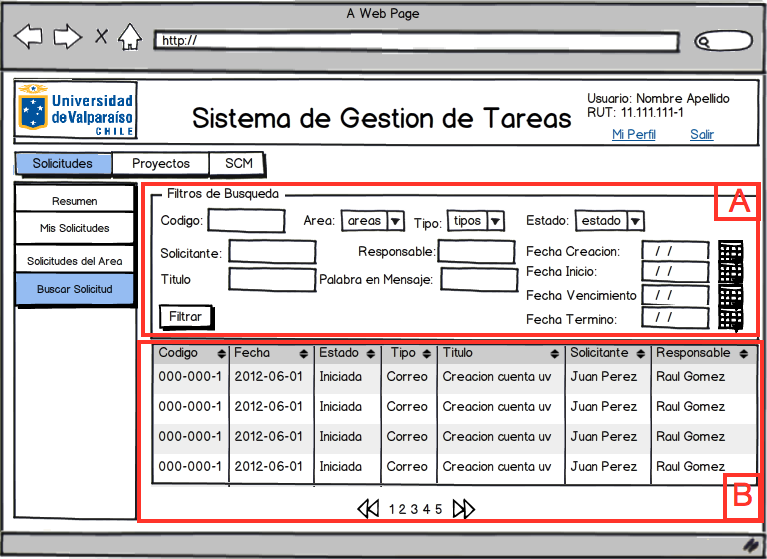 A Web Page
http://
Universidad
de Valparaíso
CHILE
Sistema de Gestion de Tareas
Usuario: Nombre Apellido
RUT: 11.111.111-1
Mi Perfil Salir
Solicitudes Proyectos SCM
Resumen
Mis Solicitudes
Solicitudes del Area
Buscar Solicitud
Filtros de Busqueda
A
Codigo: Area: areas Tipo: tipos Estado: estado
Solicitante: Responsable: Fecha Creacion: / /
Titulo Palabra en Mensaje: Fecha Inicio: / /
Fecha Vencimiento / /
Filtrar Fecha Termino: / /
Codigo Fecha Estado Tipo Titulo Solicitante Responsable
000-000-1 2012-06-01 Iniciada Correo Creacion cuenta uv Juan Perez Raul Gomez
000-000-1 2012-06-01 Iniciada Correo Creacion cuenta uv Juan Perez Raul Gomez
000-000-1 2012-06-01 Iniciada Correo Creacion cuenta uv Juan Perez Raul Gomez
000-000-1 2012-06-01 Iniciada Correo Creacion cuenta uv Juan Perez Raul Gomez
1 2 3 4 5
B